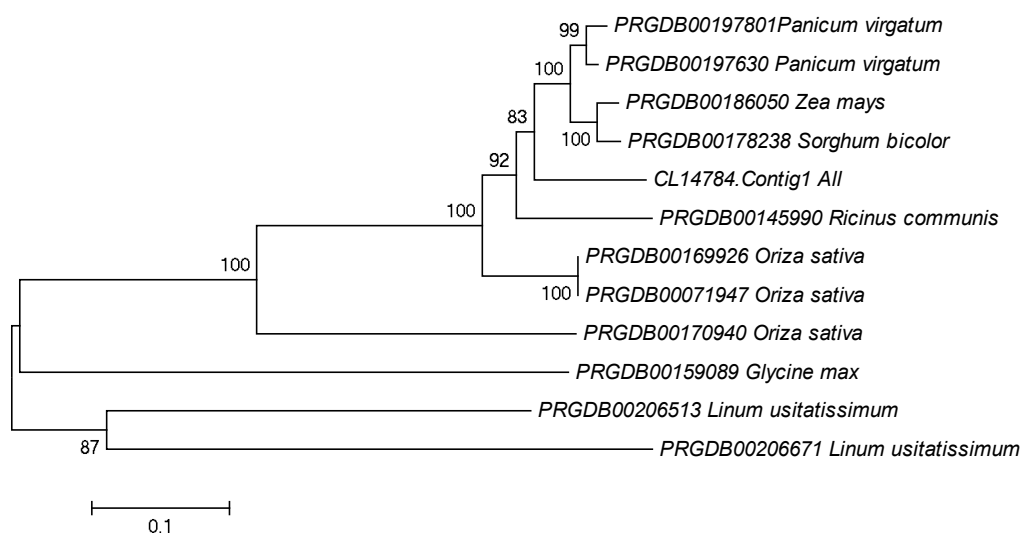 PRGDB00197801Panicum virgatum
99
PRGDB00197630 Panicum virgatum
100
PRGDB00186050 Zea mays
83
100
PRGDB00178238 Sorghum bicolor
92
CL14784.Contig1 All
100
PRGDB00145990 Ricinus communis
PRGDB00169926 Oriza sativa
100
100
PRGDB00071947 Oriza sativa
PRGDB00170940 Oriza sativa
PRGDB00159089 Glycine max
PRGDB00206513 Linum usitatissimum
87
PRGDB00206671 Linum usitatissimum
0.1